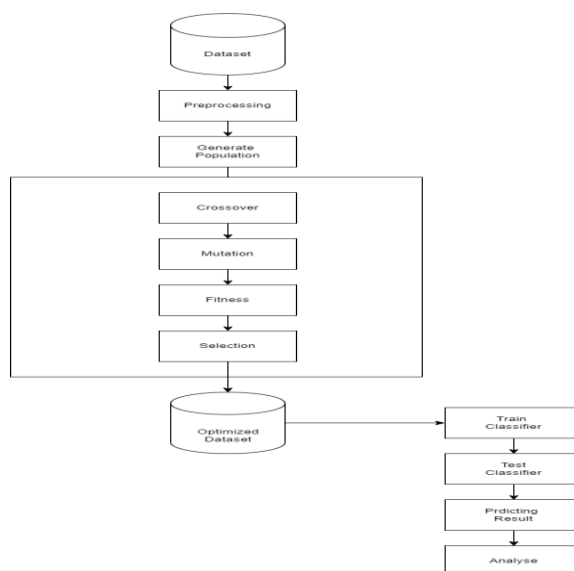 Dataset
Preprocessing
Generate
Population
Crossover
Mutation
Fitness
Selection
Optimized
Dataset
Train
Classifier
Test
Classifier
Prdicting
Result
Analyse